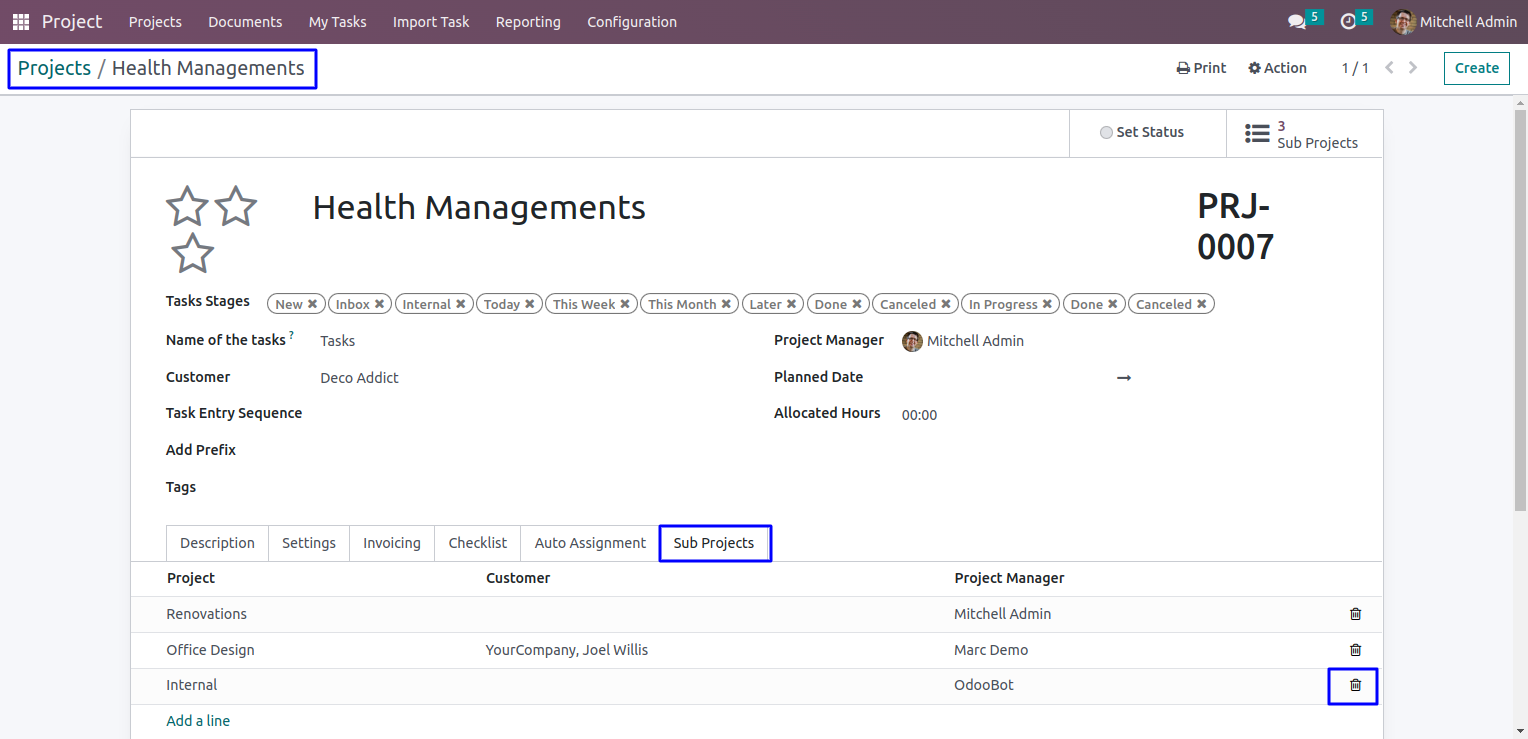 Project Projects Documents My Tasks Import Task Reporting Configuration 5 5 Mitchell Admin
Projects / Health Managements Print Action 1 / 1 Create
Set Status 3 Sub Projects
Health Managements PRJ-
0007
Tasks Stages New Inbox Internal Today This Week This Month Later Done Canceled In Progress Done Canceled
Name of the tasks ? Tasks Project Manager Mitchell Admin
Customer Deco Addict Planned Date
Task Entry Sequence Allocated Hours 00:00
Add Prefix
Tags
Description Settings Invoicing Checklist Auto Assignment Sub Projects
Project Customer Project Manager
Renovations Mitchell Admin
Office Design YourCompany, Joel Willis Marc Demo
Internal OdooBot
Add a line